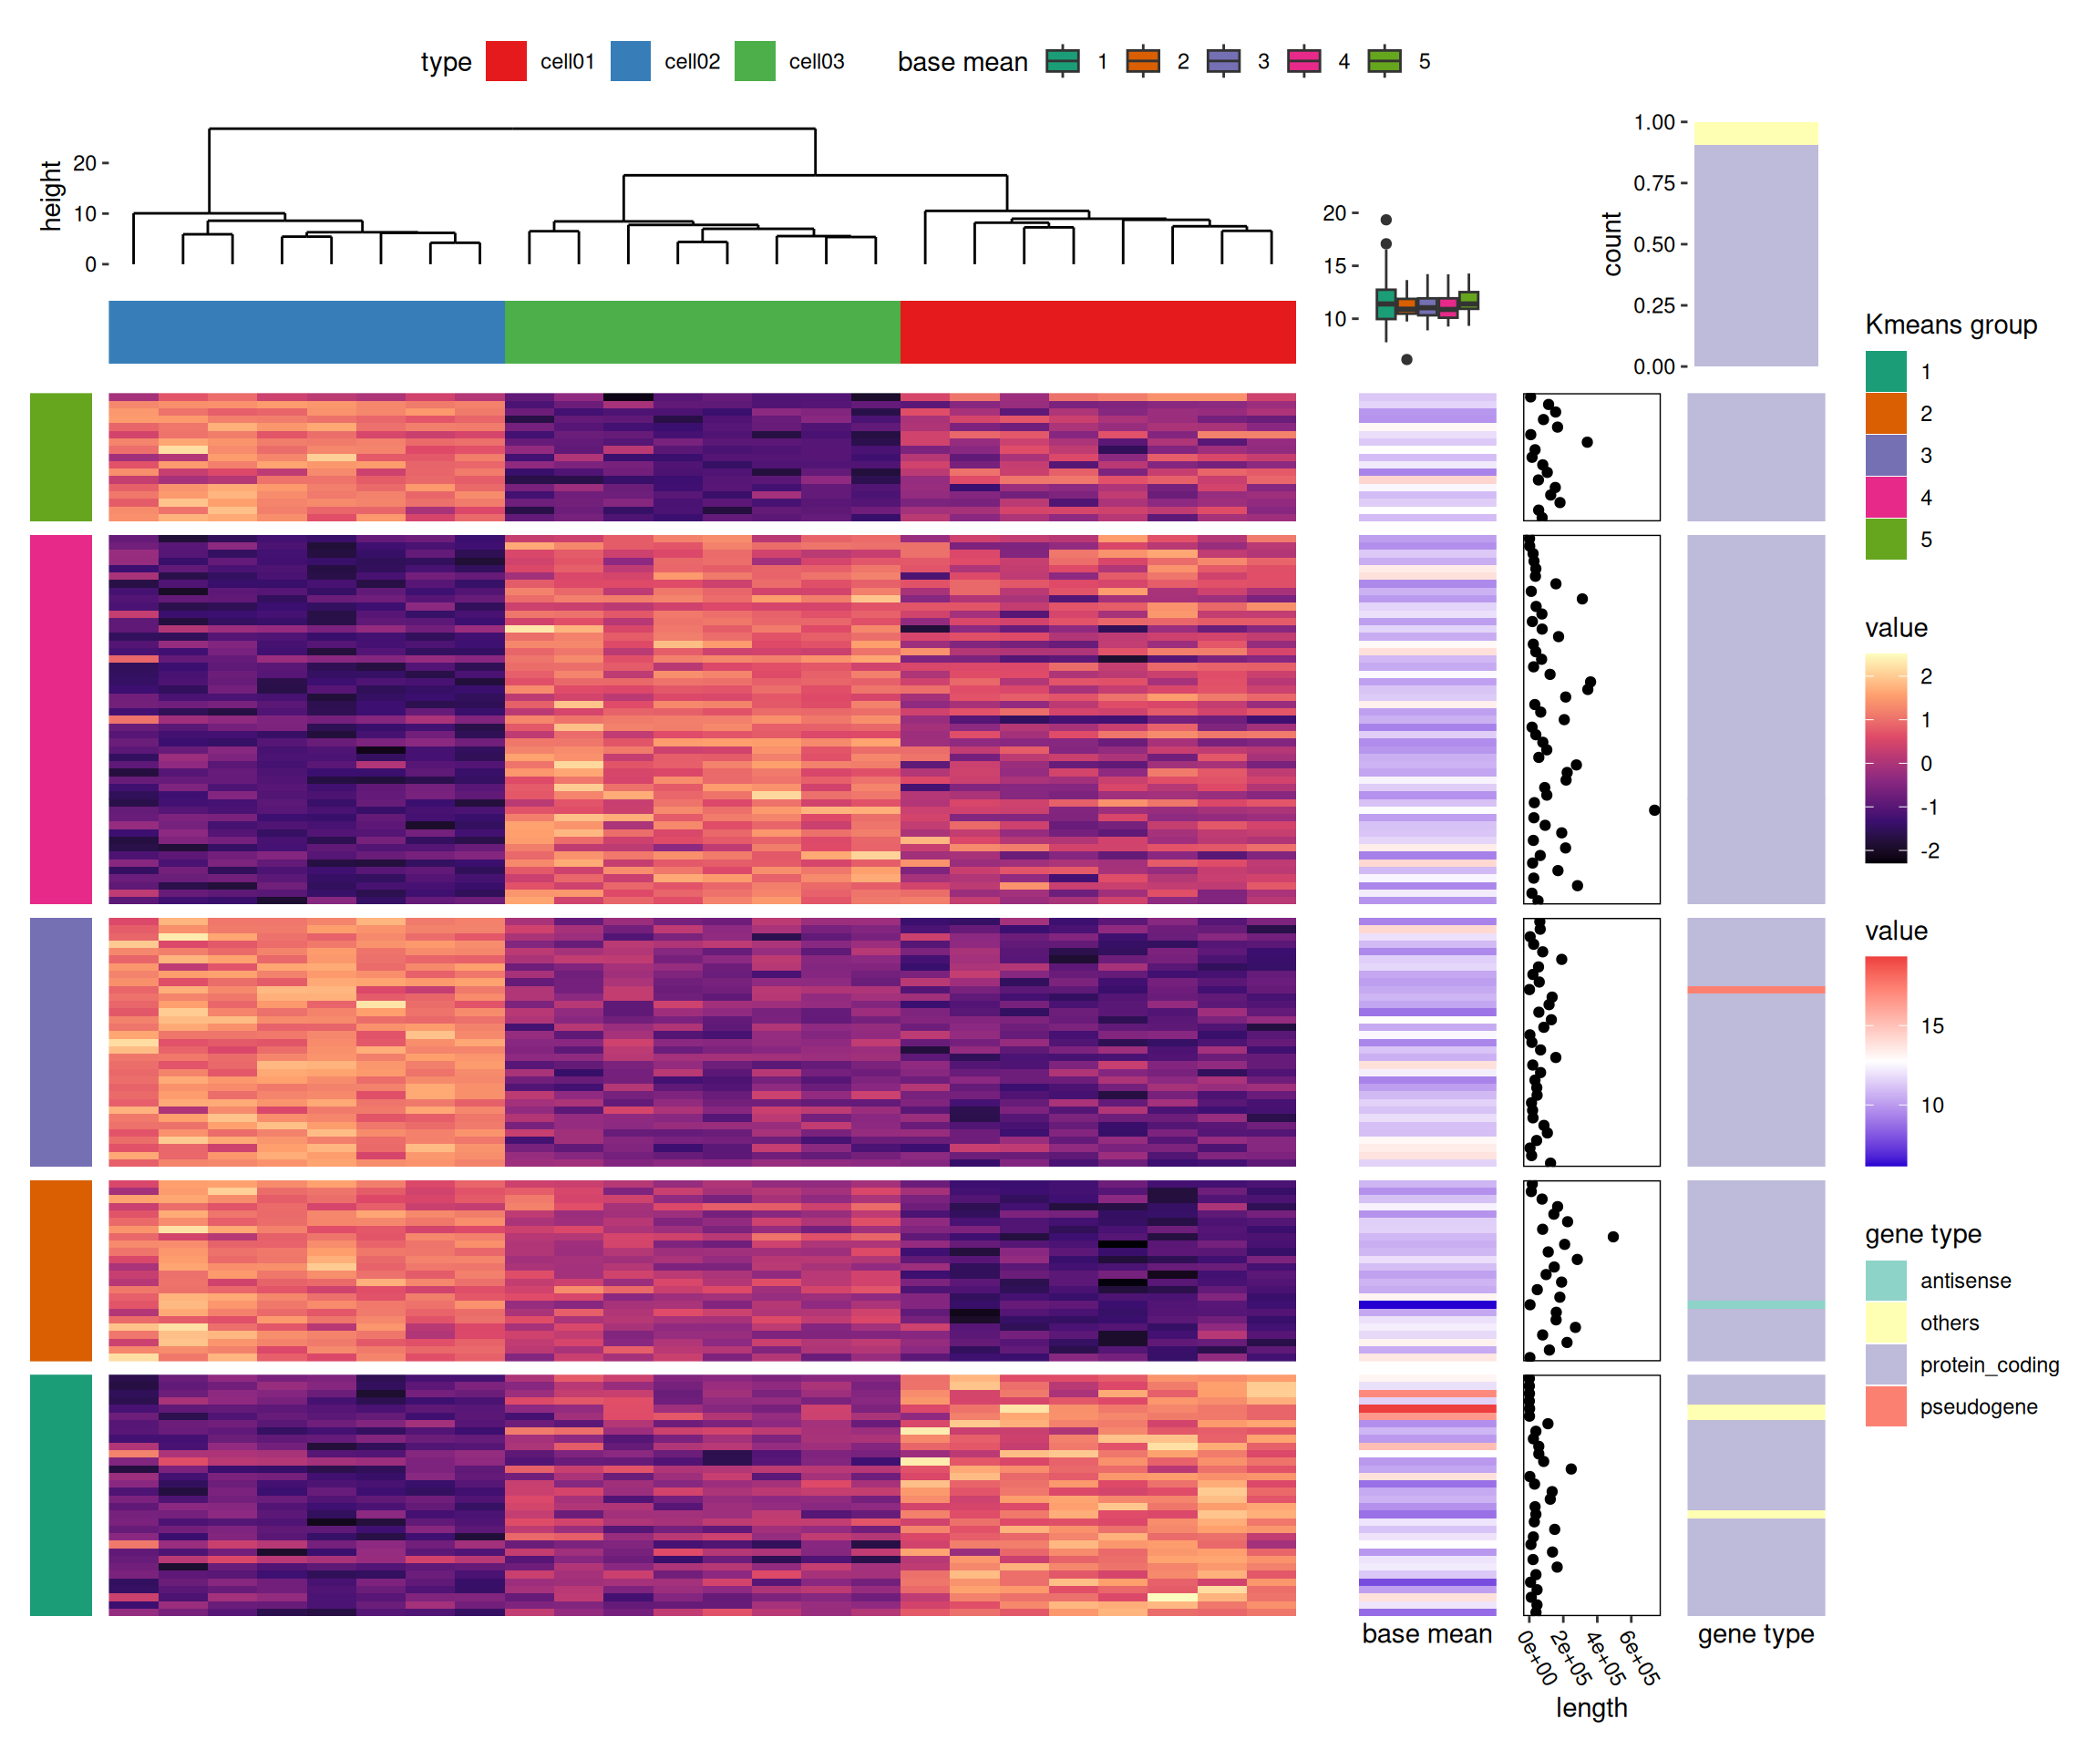 type cell01 cell02 cell03 base mean 1 2 3 4 5
height
20
10
0
20
15
10
count
1.00
0.75
0.50
0.25
0.00
Kmeans group
1
2
3
4
5
value
2
1
0
-1
-2
value
15
10
gene type
antisense
others
protein_coding
pseudogene
base mean
0e+00 2e+05 4e+05 6e+05
length
gene type